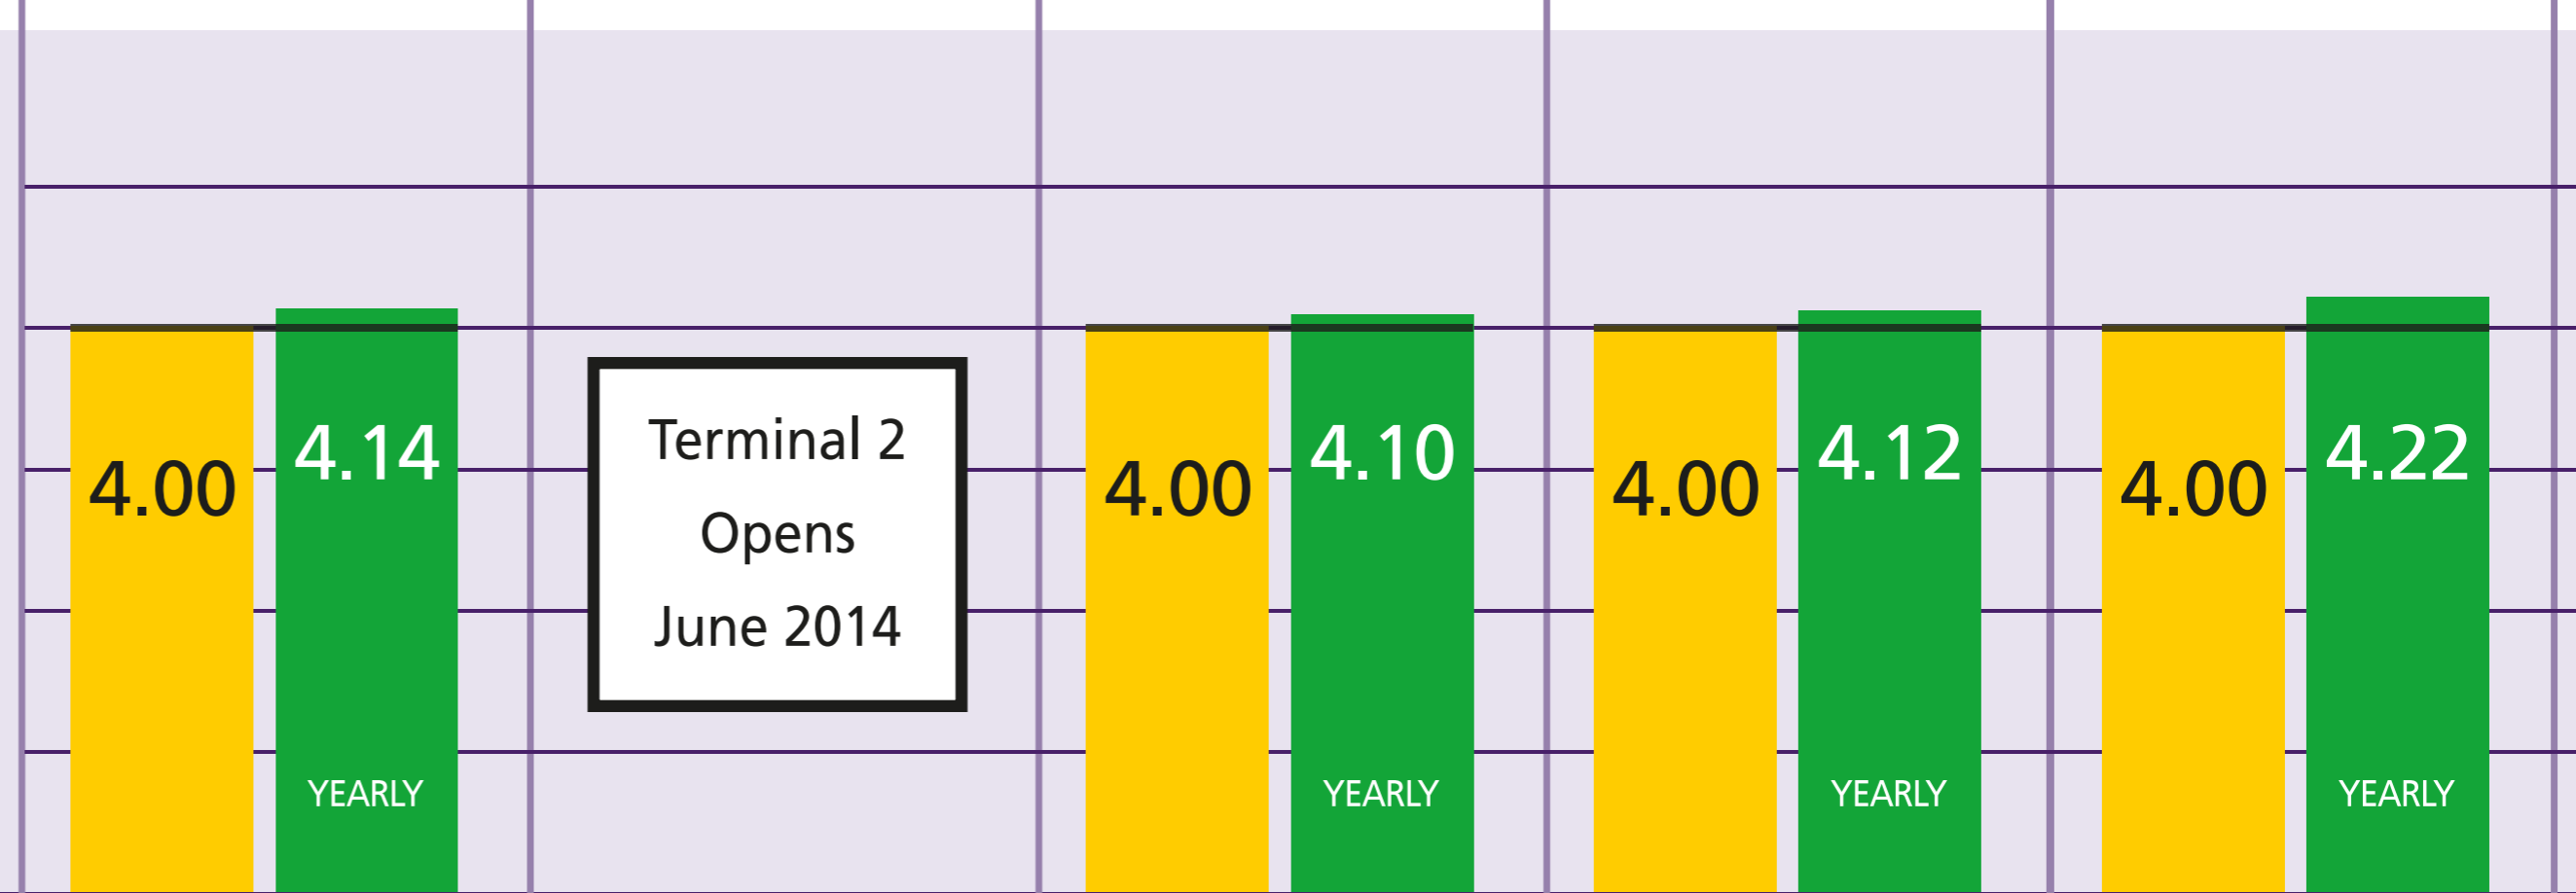 4.00
4.14
YEARLY
Terminal 2
Opens
June 2014
4.00
4.10
YEARLY
4.00
4.12
YEARLY
4.00
4.22
YEARLY